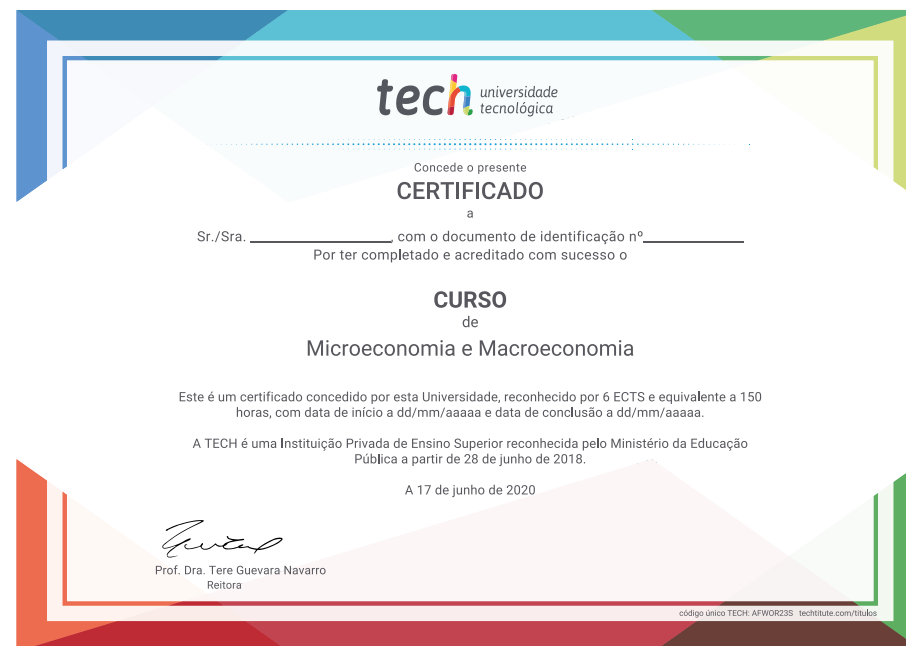 tech universidade
tecnológica
Concede o presente
CERTIFICADO
a
Sr./Sra. ____________________, com o documento de identificação nº______________
Por ter completado e acreditado com sucesso o
CURSO
de
Microeconomia e Macroeconomia
Este é um certificado concedido por esta Universidade, reconhecido por 6 ECTS e equivalente a 150
horas, com data de início a dd/mm/aaaaa e data de conclusão a dd/mm/aaaaa.
A TECH é uma Instituição Privada de Ensino Superior reconhecida pelo Ministério da Educação
Pública a partir de 28 de junho de 2018.
A 17 de junho de 2020
Prof. Dra. Tere Guevara Navarro
Reitora
código único TECH: AFWOR23S techtitute.com/titulos